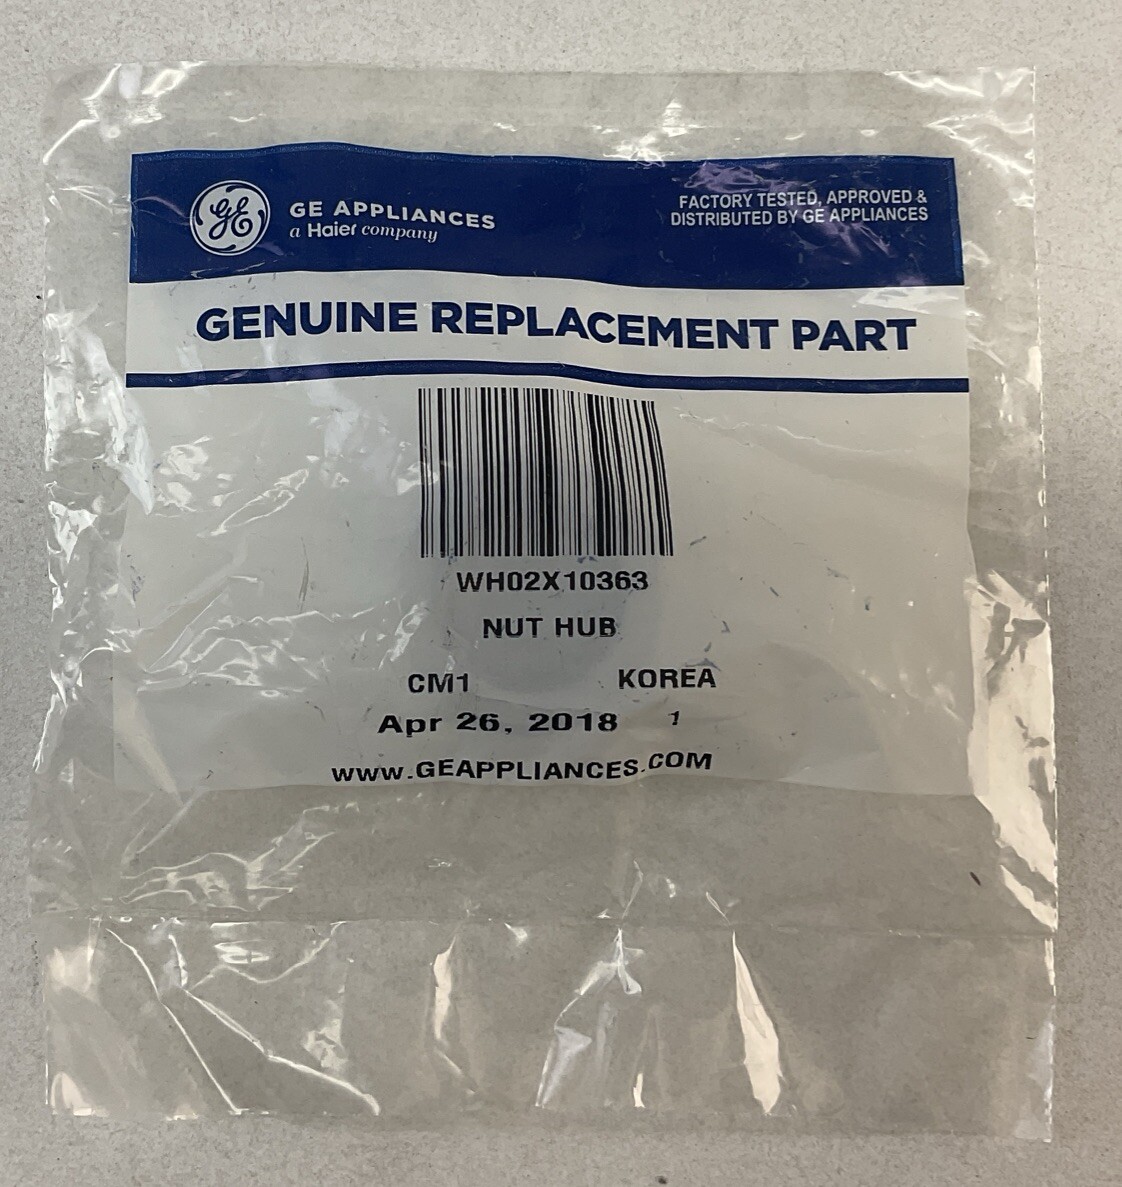 GE
GE APPLIANCES
a Haier company
FACTORY TESTED, APPROVED &
DISTRIBUTED BY GE APPLIANCES
GENUINE REPLACEMENT PART
WH02X10363
NUT HUB
CM1 KOREA
Apr 26, 2018 1
WWW.GEAPPLIANCES.COM